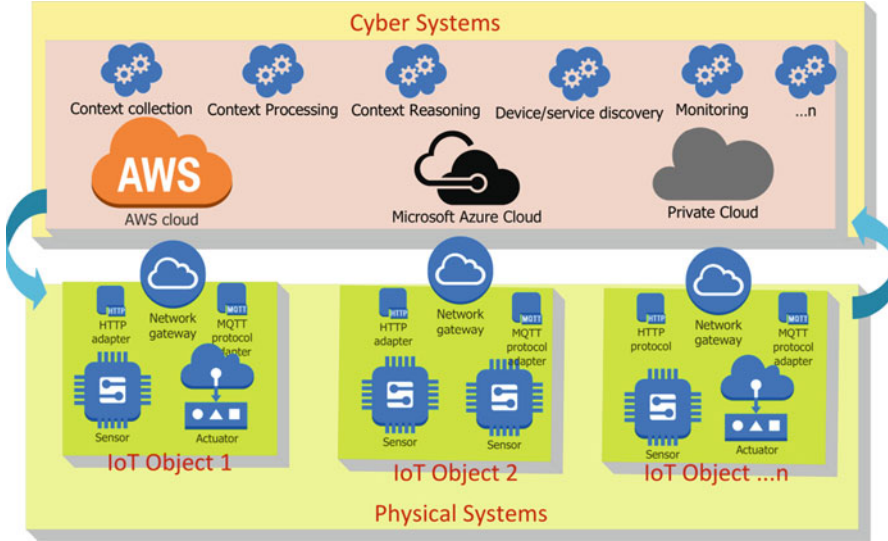 Cyber Systems
Context collection
Context Processing
Context Reasoning
Device/service discovery
Monitoring
...n
AWS
AWS cloud
Microsoft Azure Cloud
Private Cloud
HTTP
HTTP
adapter
Network
gateway
MQTT
MQTT
protocol
adapter
Sensor
Actuator
IoT Object 1
HTTP
HTTP
adapter
Network
gateway
MQTT
MQTT
protocol
adapter
Sensor
Sensor
IoT Object 2
HTTP
HTTP
protocol
Network
gateway
MQTT
MQTT
protocol
adapter
Sensor
Actuator
IoT Object ...n
Physical Systems